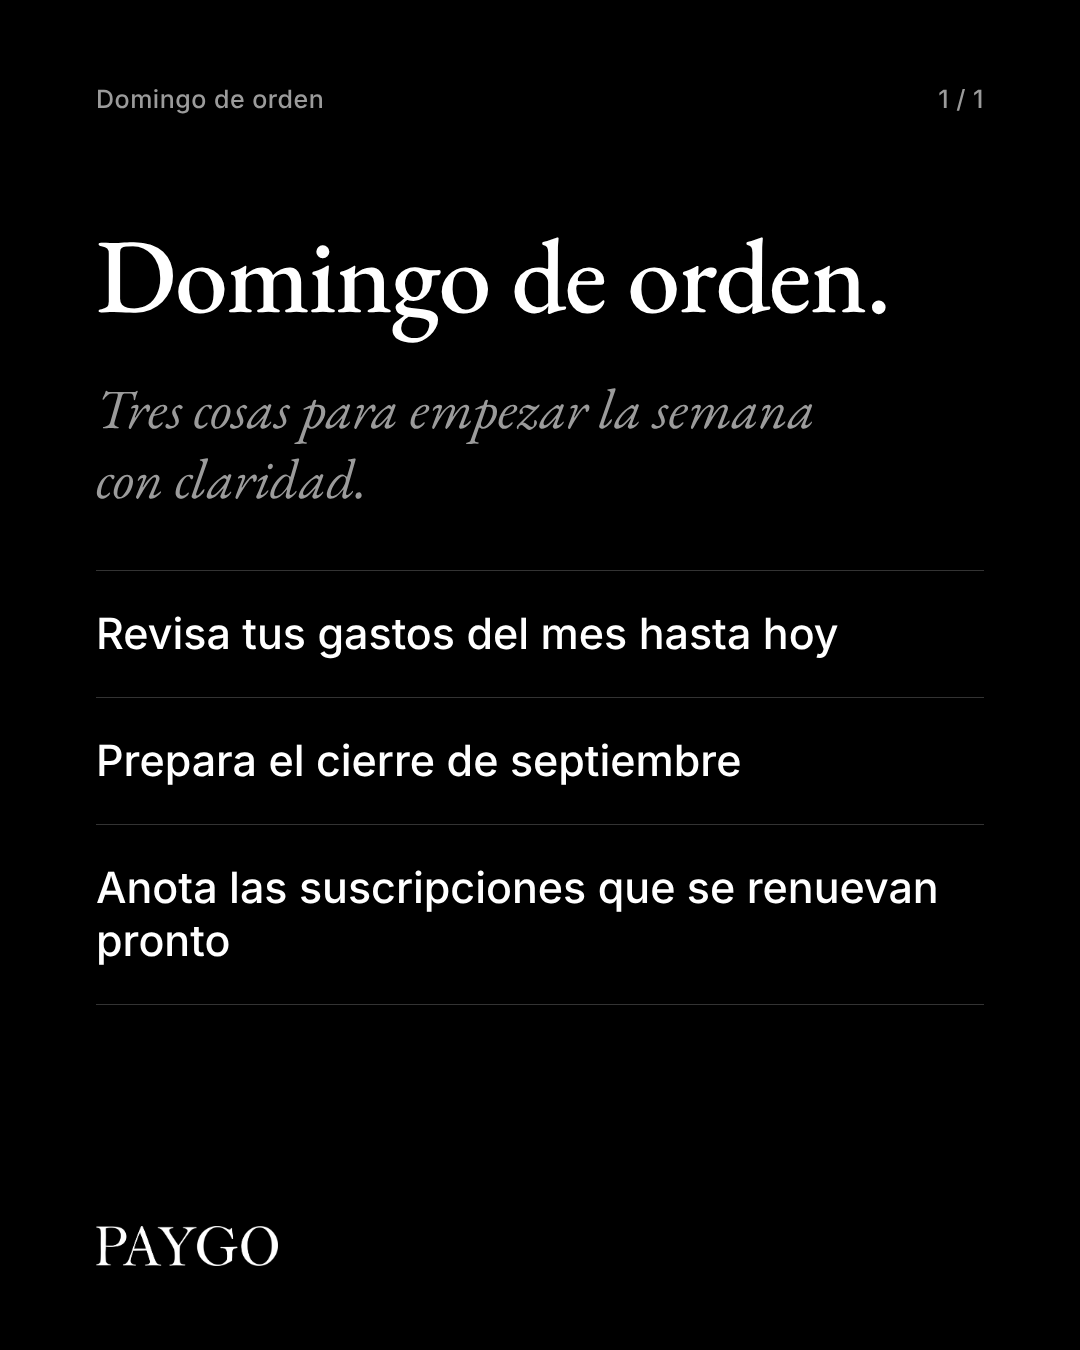 Domingo de orden
1 / 1
Domingo de orden.
Tres cosas para empezar la semana
con claridad.
Revisa tus gastos del mes hasta hoy
Prepara el cierre de septiembre
Anota las suscripciones que se renuevan
pronto
PAYGO